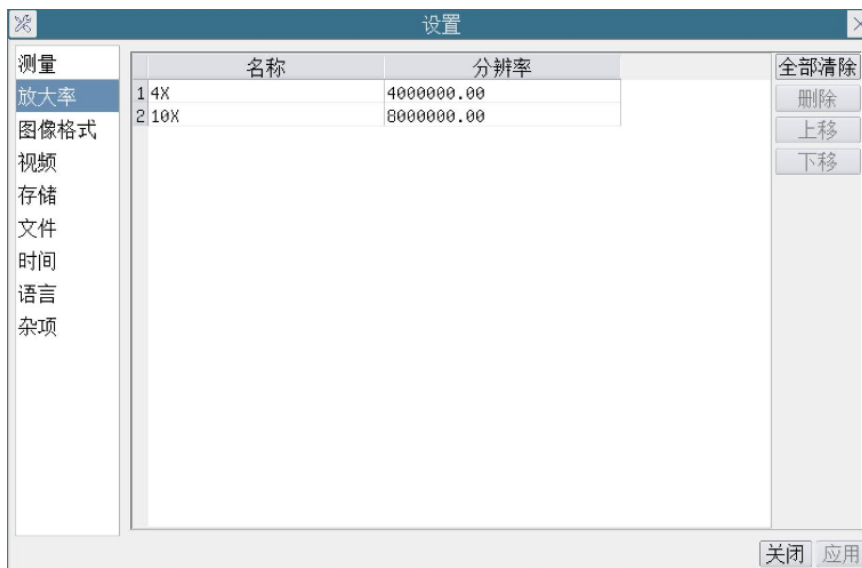 设置
测量
放大率
图像格式
视频
存储
文件
时间
语言
杂项
名称 分辨率
1 4X 4000000.00
2 10X 8000000.00
全部清除
删除
上移
下移
关闭 应用